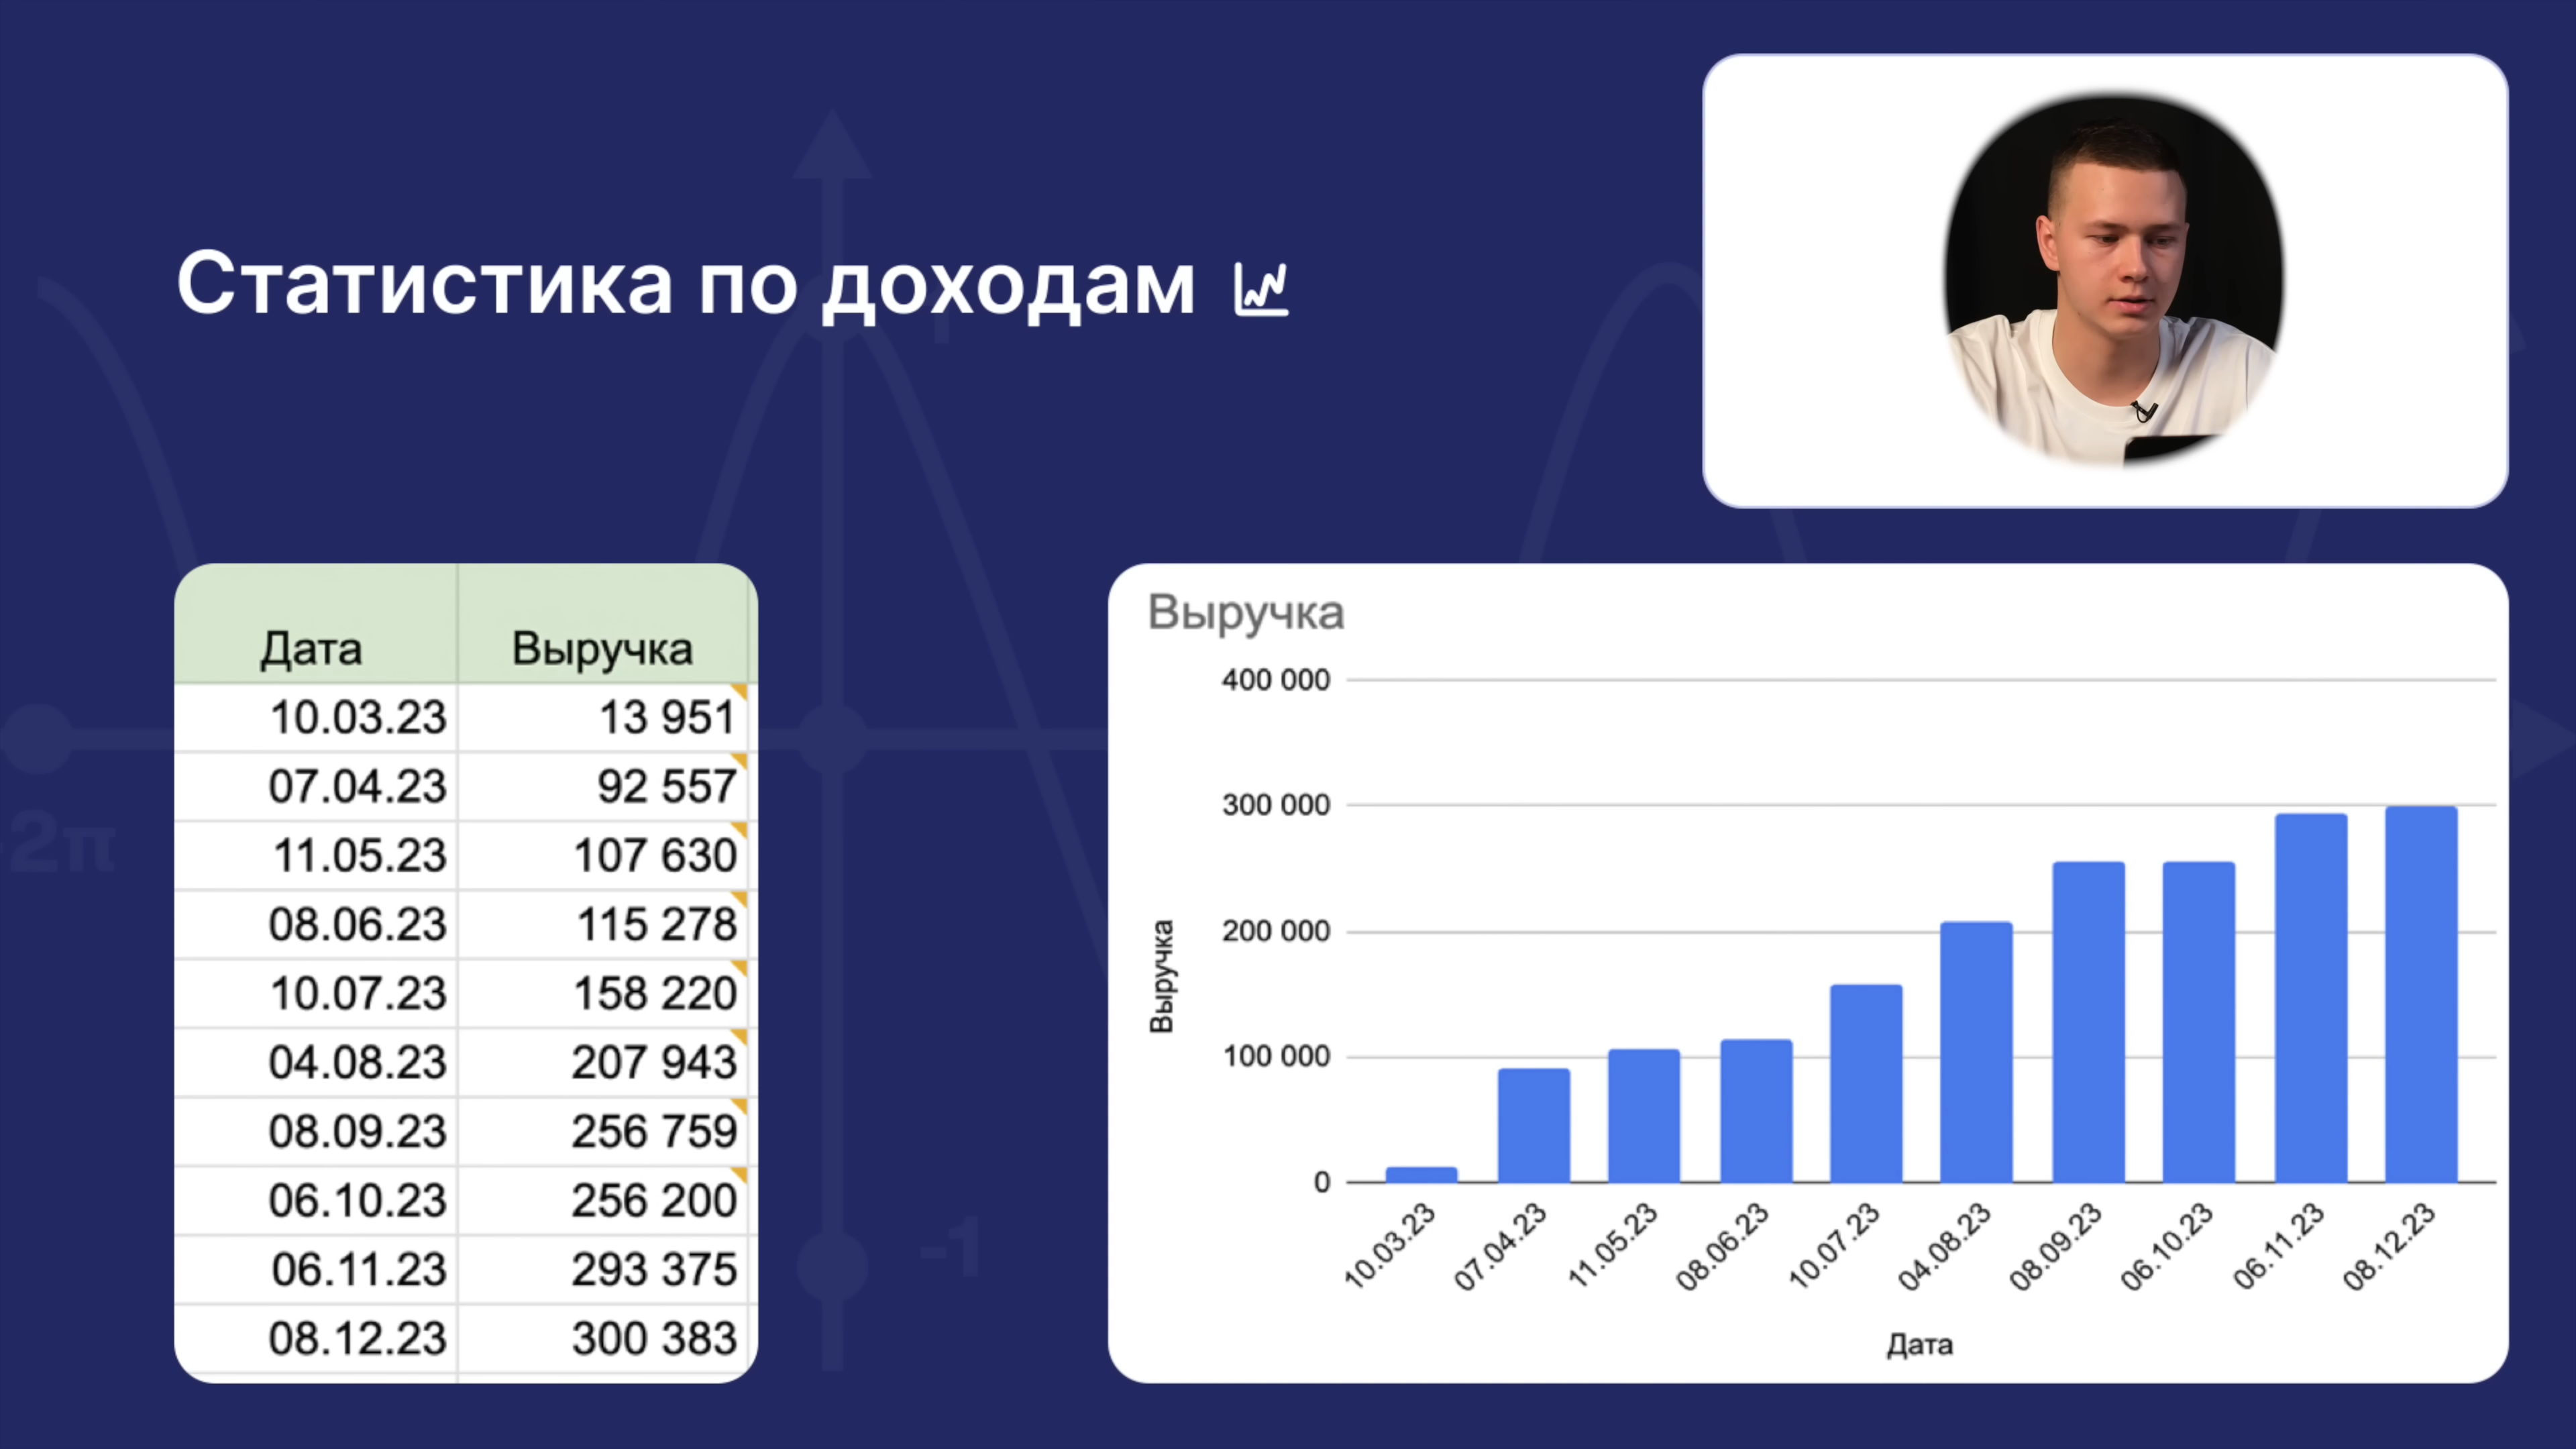 Статистика по доходам
Дата Выручка
10.03.23 13 951
07.04.23 92 557
11.05.23 107 630
08.06.23 115 278
10.07.23 158 220
04.08.23 207 943
08.09.23 256 759
06.10.23 256 200
06.11.23 293 375
08.12.23 300 383
Выручка
400 000
300 000
200 000
100 000
0
Выручка
10.03.23 07.04.23 11.05.23 08.06.23 10.07.23 04.08.23 08.09.23 06.10.23 06.11.23 08.12.23
Дата
-2π
1
-1